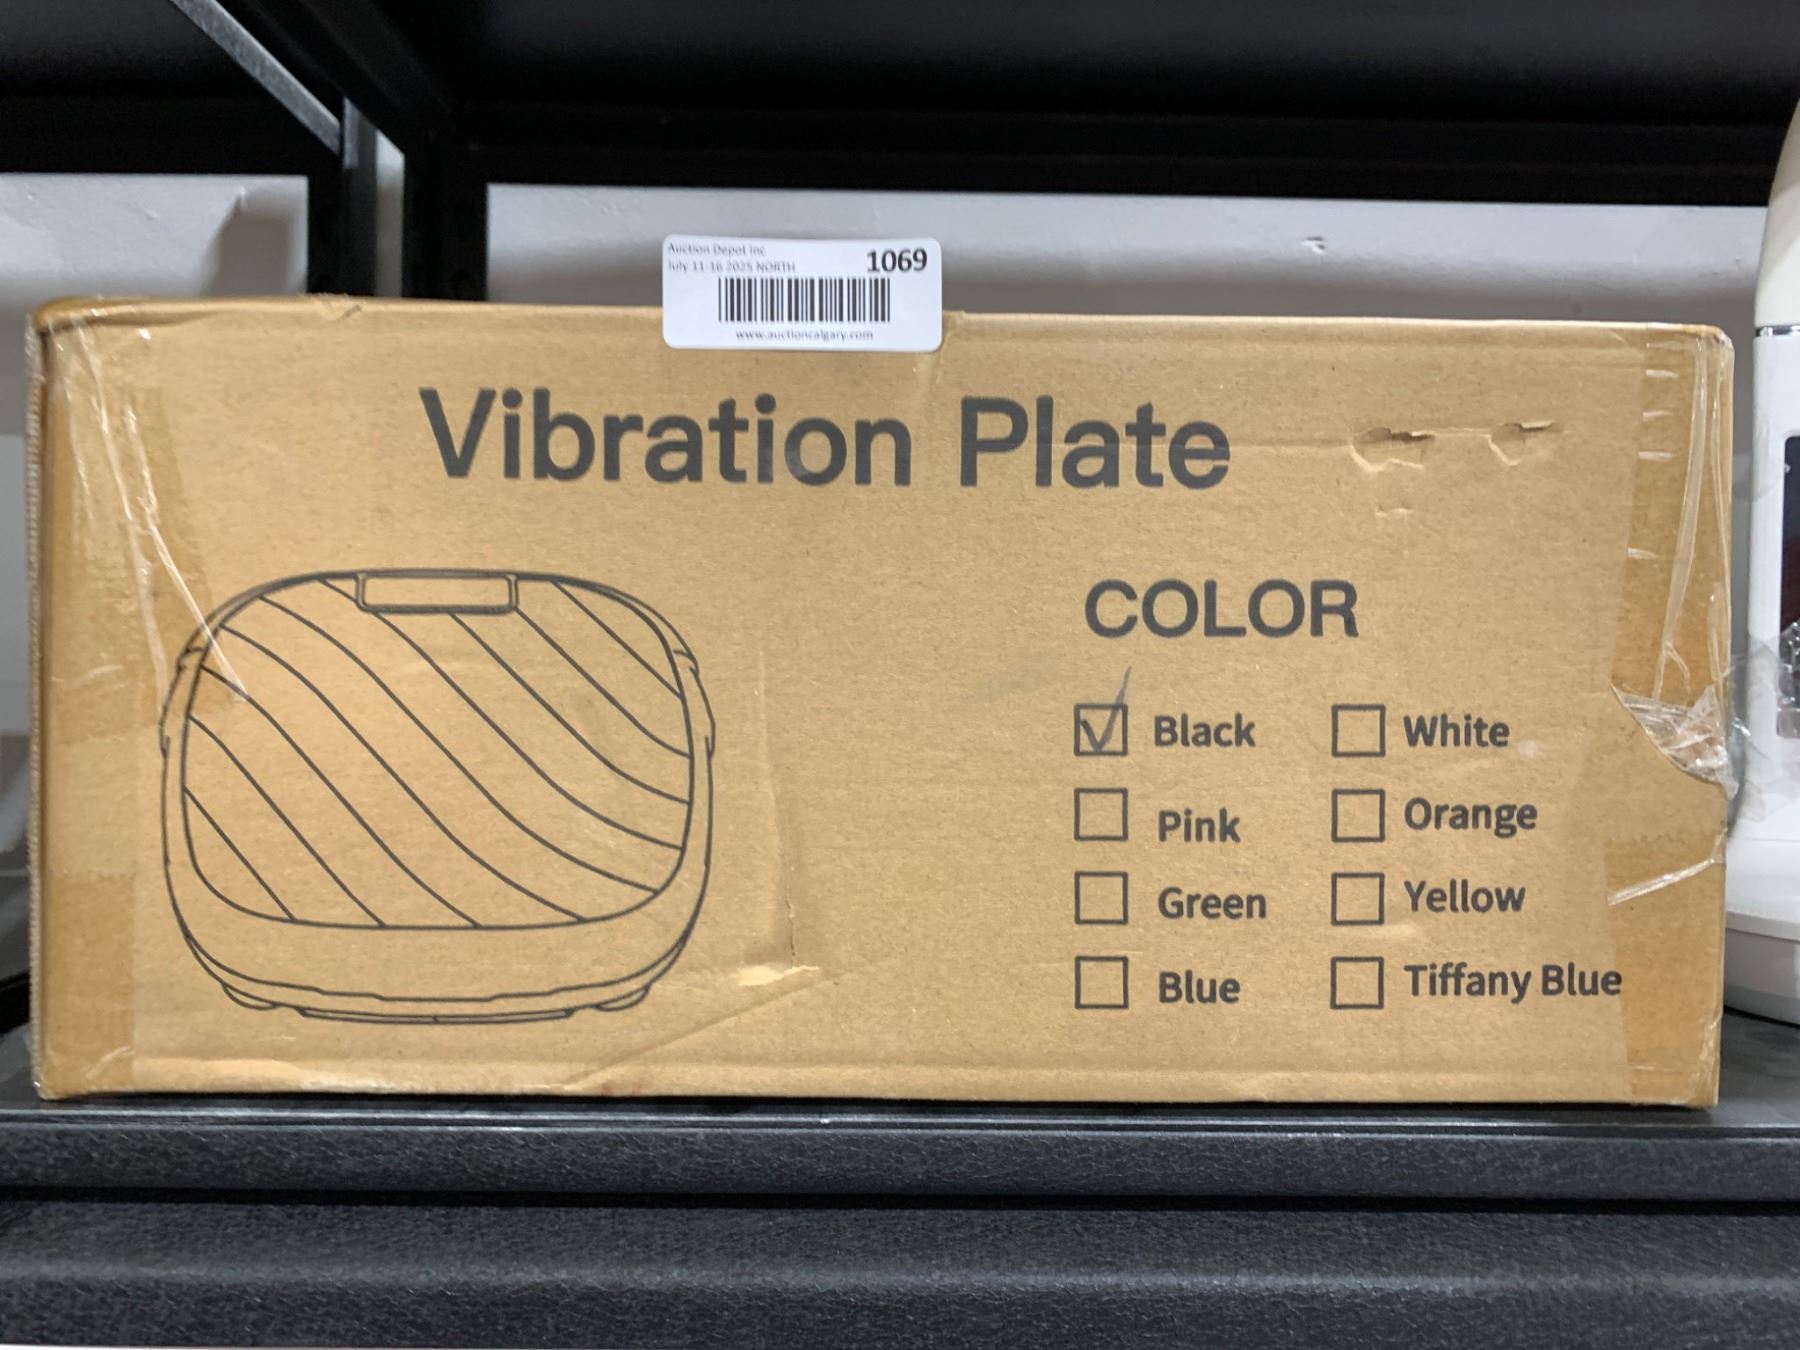 Auction Depot Inc
July 11-16 2025 NORTH
1069
www.auctioncalgary.com
Vibration Plate
COLOR
Black
White
Pink
Orange
Green
Yellow
Blue
Tiffany Blue